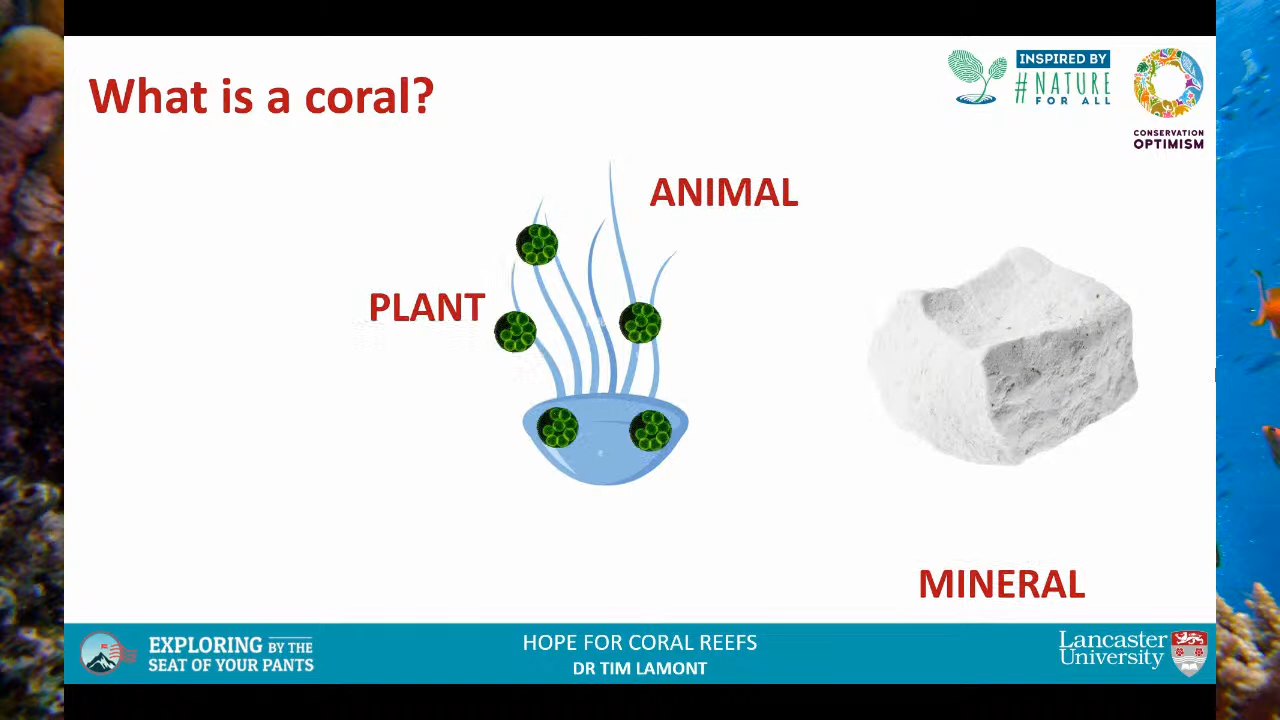 What is a coral?
INSPIRED BY
#NATURE
FOR ALL
CONSERVATION
OPTIMISM
ANIMAL
PLANT
MINERAL
EXPLORING BY THE
SEAT OF YOUR PANTS
HOPE FOR CORAL REEFS
DR TIM LAMONT
Lancaster
University